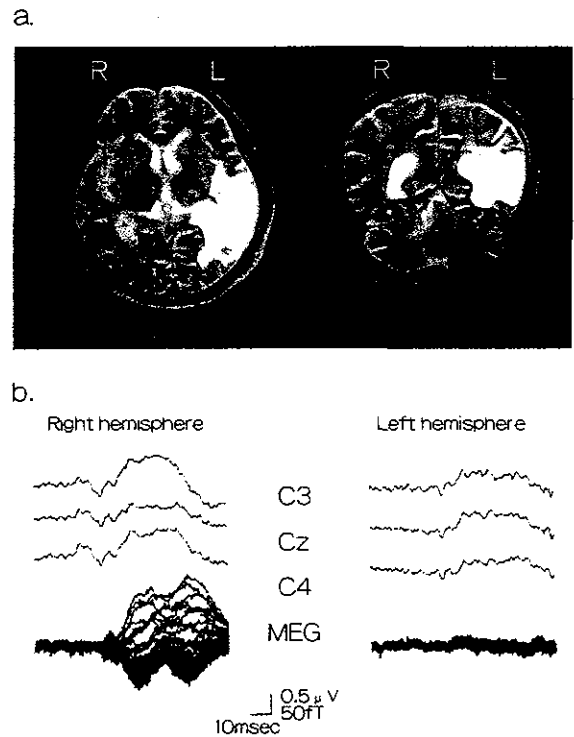 a.
R L R L
b.
Right hemisphere Left hemisphere
C3
Cz
C4
MEG
0.5 μV
50fT
10msec